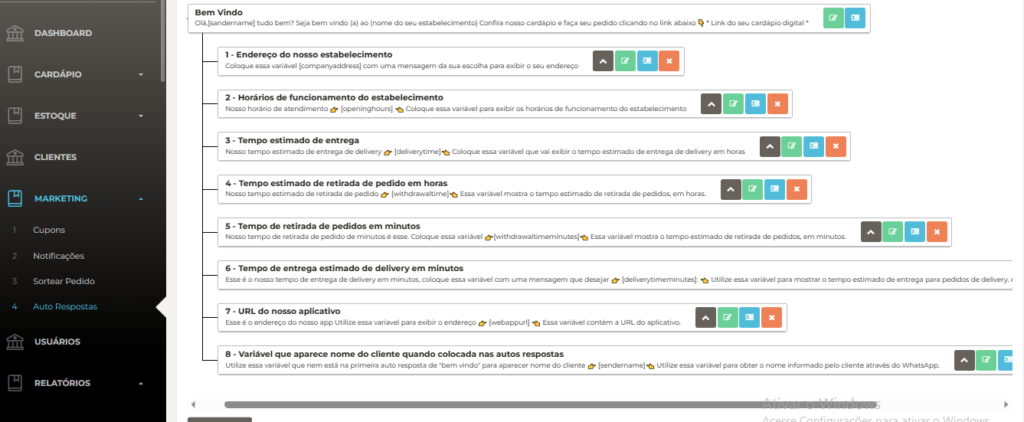 DASHBOARD
CARDÁPIO
ESTOQUE
CLIENTES
MARKETING
1 Cupons
2 Notificações
3 Sortear Pedido
4 Auto Respostas
USUÁRIOS
RELATÓRIOS
Bem Vindo
Olá,[sandername] tudo bem? Seja bem vindo (a) ao (nome do seu estabelecimento) Confira nosso cardápio e faça seu pedido clicando no link abaixo 👇 * Link do seu cardápio digital *
1 - Endereço do nosso estabelecimento
Coloque essa variável [companyaddress] com uma mensagem da sua escolha para exibir o seu endereço
2 - Horários de funcionamento do estabelecimento
Nosso horário de atendimento 👉 [openinghours] 👈 Coloque essa variável para exibir os horários de funcionamento do estabelecimento
3 - Tempo estimado de entrega
Nosso tempo estimado de entrega de delivery 👉 [deliverytime]👈 Coloque essa variável que vai exibir o tempo estimado de entrega de delivery em horas
4 - Tempo estimado de retirada de pedido em horas
Nosso tempo estimado de retirada de pedido 👉 [withdrawaltime]👈 Essa variável mostra o tempo estimado de retirada de pedidos, em horas.
5 - Tempo de retirada de pedidos em minutos
Nosso tempo de retirada de pedido de minutos é esse. Coloque essa variável 👉[withdrawaltimeminutes]👈 Essa variável mostra o tempo estimado de retirada de pedidos, em minutos.
6 - Tempo de entrega estimado de delivery em minutos
Esse é o nosso tempo de entrega de delivery em minutos, coloque essa variável com uma mensagem que desejar 👉 [deliverytimeminutes]: 👈 Utilize essa variável para mostrar o tempo estimado de entrega para pedidos de delivery, e
7 - URL do nosso aplicativo
Esse é o endereço do nosso app Utilize essa variavel para exibir o endereço 👉 [webappurl] 👈 Essa variável contém a URL do aplicativo.
8 - Variável que aparece nome do cliente quando colocada nas autos respostas
Utilize essa variável que nem está na primeira auto resposta de "bem vindo" para aparecer nome do cliente 👉 [sendername]👈 Utilize essa variável para obter o nome informado pelo cliente através do WhatsApp.
Ativar o Windows
Acesse Configurações para ativar o Windows.